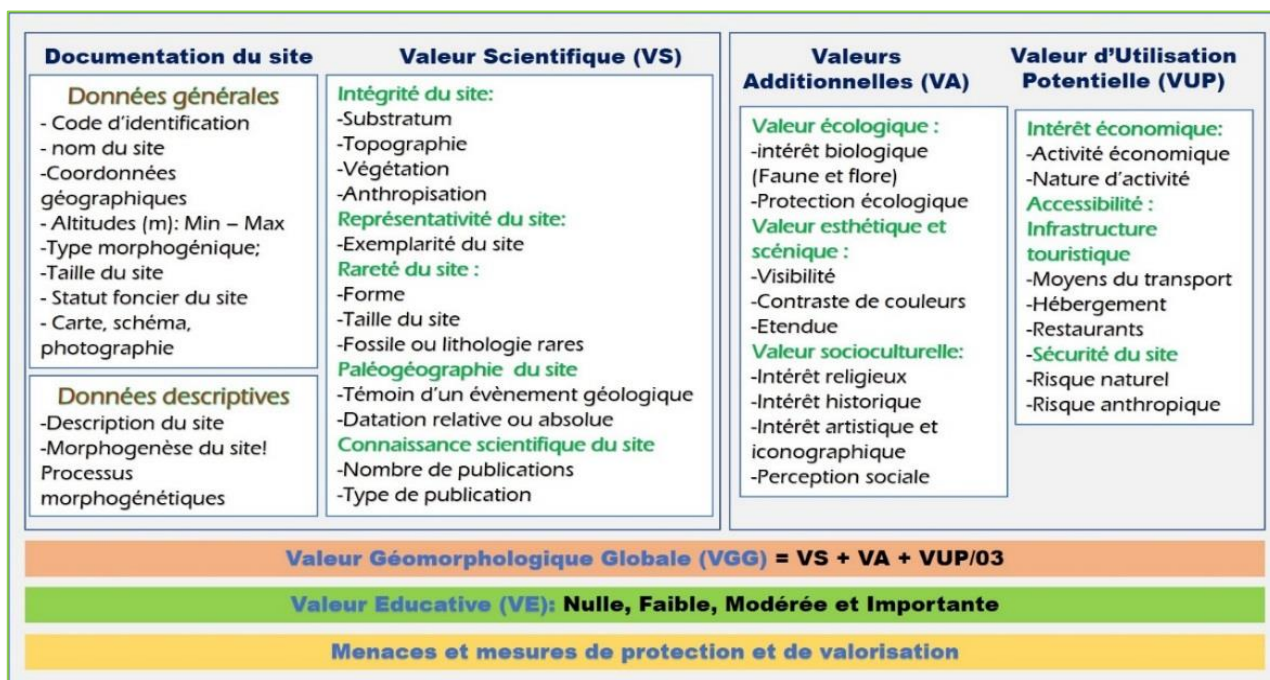 Documentation du site
Données générales
- Code d'identification
- nom du site
-Coordonnées
géographiques
- Altitudes (m): Min – Max
-Type morphogénique;
-Taille du site
- Statut foncier du site
- Carte, schéma,
photographie
Données descriptives
-Description du site
-Morphogenèse du site!
Processus
morphogénétiques
Valeur Scientifique (VS)
Intégrité du site:
-Substratum
-Topographie
-Végétation
-Anthropisation
Représentativité du site:
-Exemplarité du site
Rareté du site :
-Forme
-Taille du site
-Fossile ou lithologie rares
Paléogéographie du site
-Témoin d'un évènement géologique
-Datation relative ou absolue
Connaissance scientifique du site
-Nombre de publications
-Type de publication
Valeurs
Additionnelles (VA)
Valeur écologique :
-intérêt biologique
(Faune et flore)
-Protection écologique
Valeur esthétique et
scénique :
-Visibilité
-Contraste de couleurs
-Etendue
Valeur socioculturelle:
-Intérêt religieux
-Intérêt historique
-Intérêt artistique et
iconographique
-Perception sociale
Valeur d'Utilisation
Potentielle (VUP)
Intérêt économique:
-Activité économique
-Nature d'activité
Accessibilité :
Infrastructure
touristique
-Moyens du transport
-Hébergement
-Restaurants
-Sécurité du site
-Risque naturel
-Risque anthropique
Valeur Géomorphologique Globale (VGG) = VS + VA + VUP/03
Valeur Educative (VE): Nulle, Faible, Modérée et Importante
Menaces et mesures de protection et de valorisation